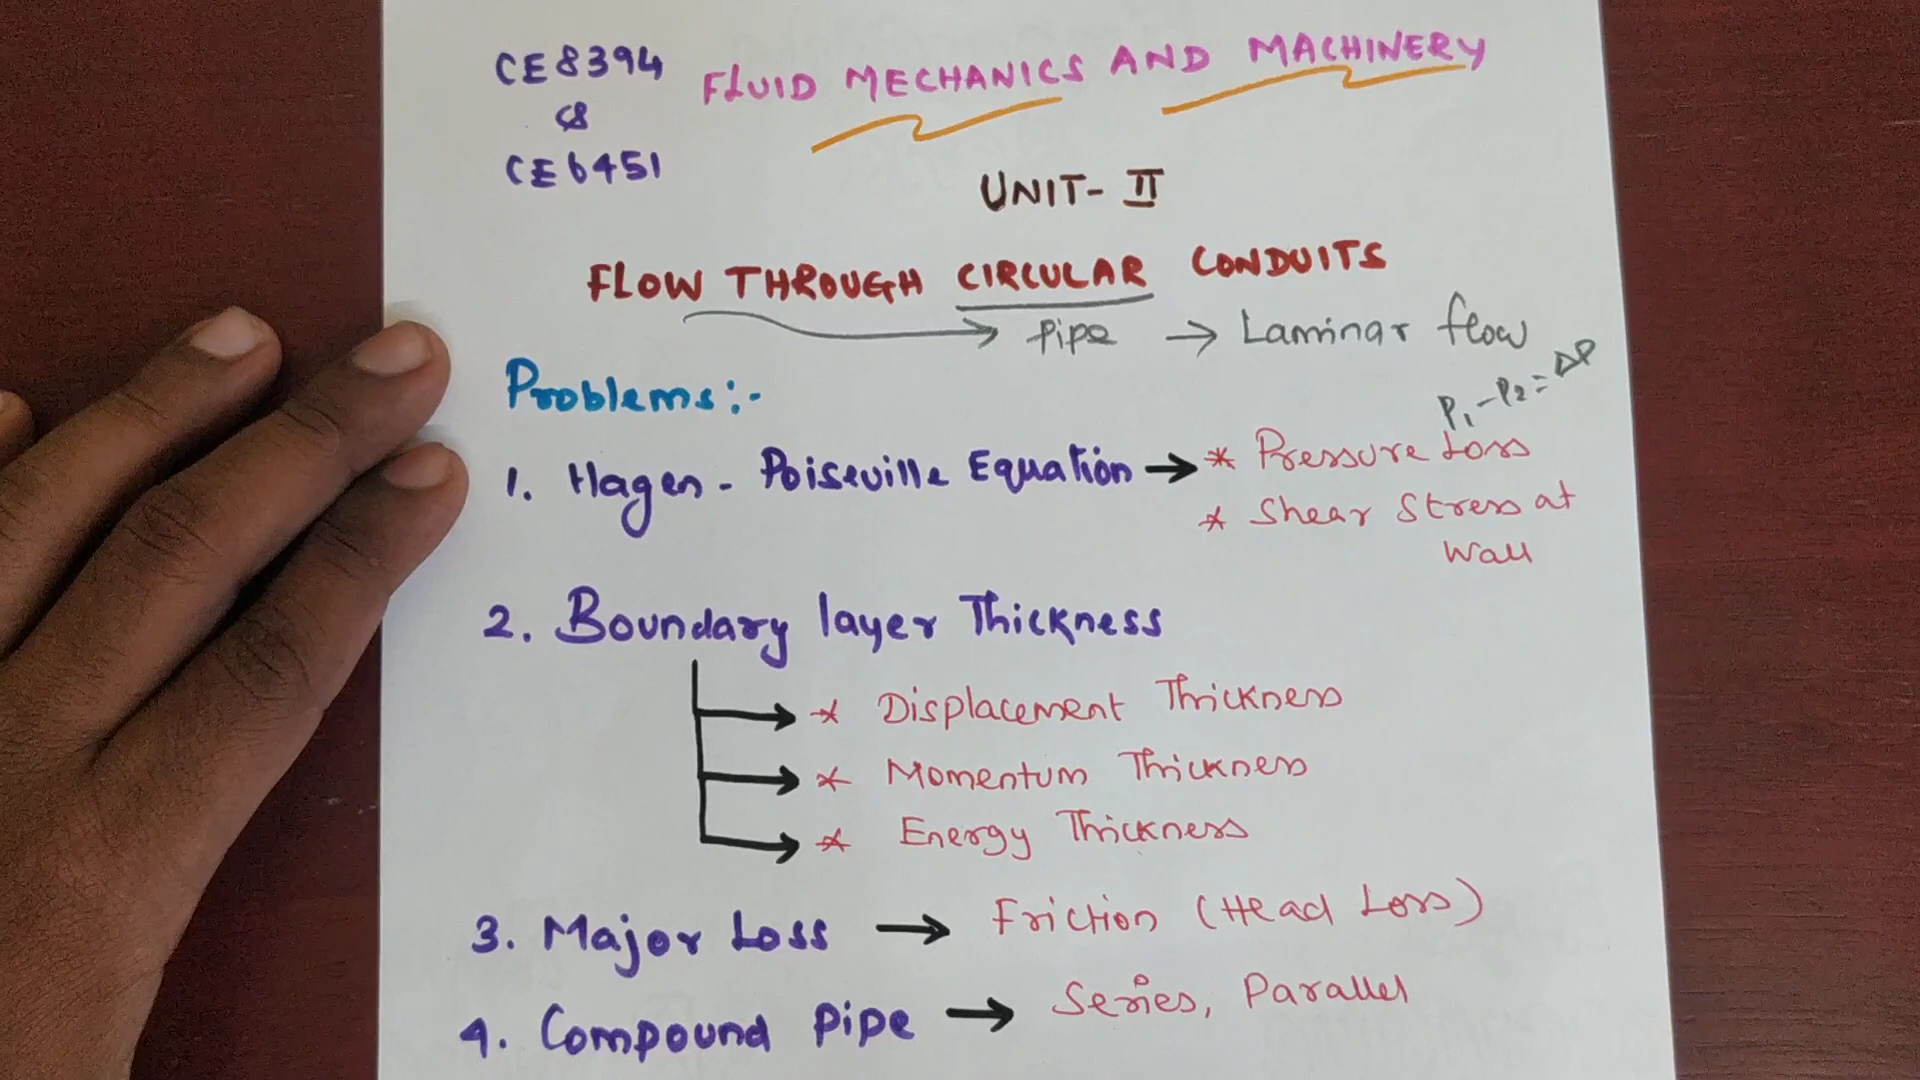 CE8394
&
CE6451
FLUID MECHANICS AND MACHINERY
UNIT-II
FLOW THROUGH CIRCULAR CONDUITS
→ Pipe → Laminar flow
Problems:-
P₁-P₂=ΔP
1. Hagen-Poiseuille Equation → * Pressure Loss
* Shear Stress at
Wall
2. Boundary layer Thickness
→ * Displacement Thickness
→ * Momentum Thickness
→ * Energy Thickness
3. Major Loss → Friction (Head Loss)
4. Compound Pipe → Series, Parallel